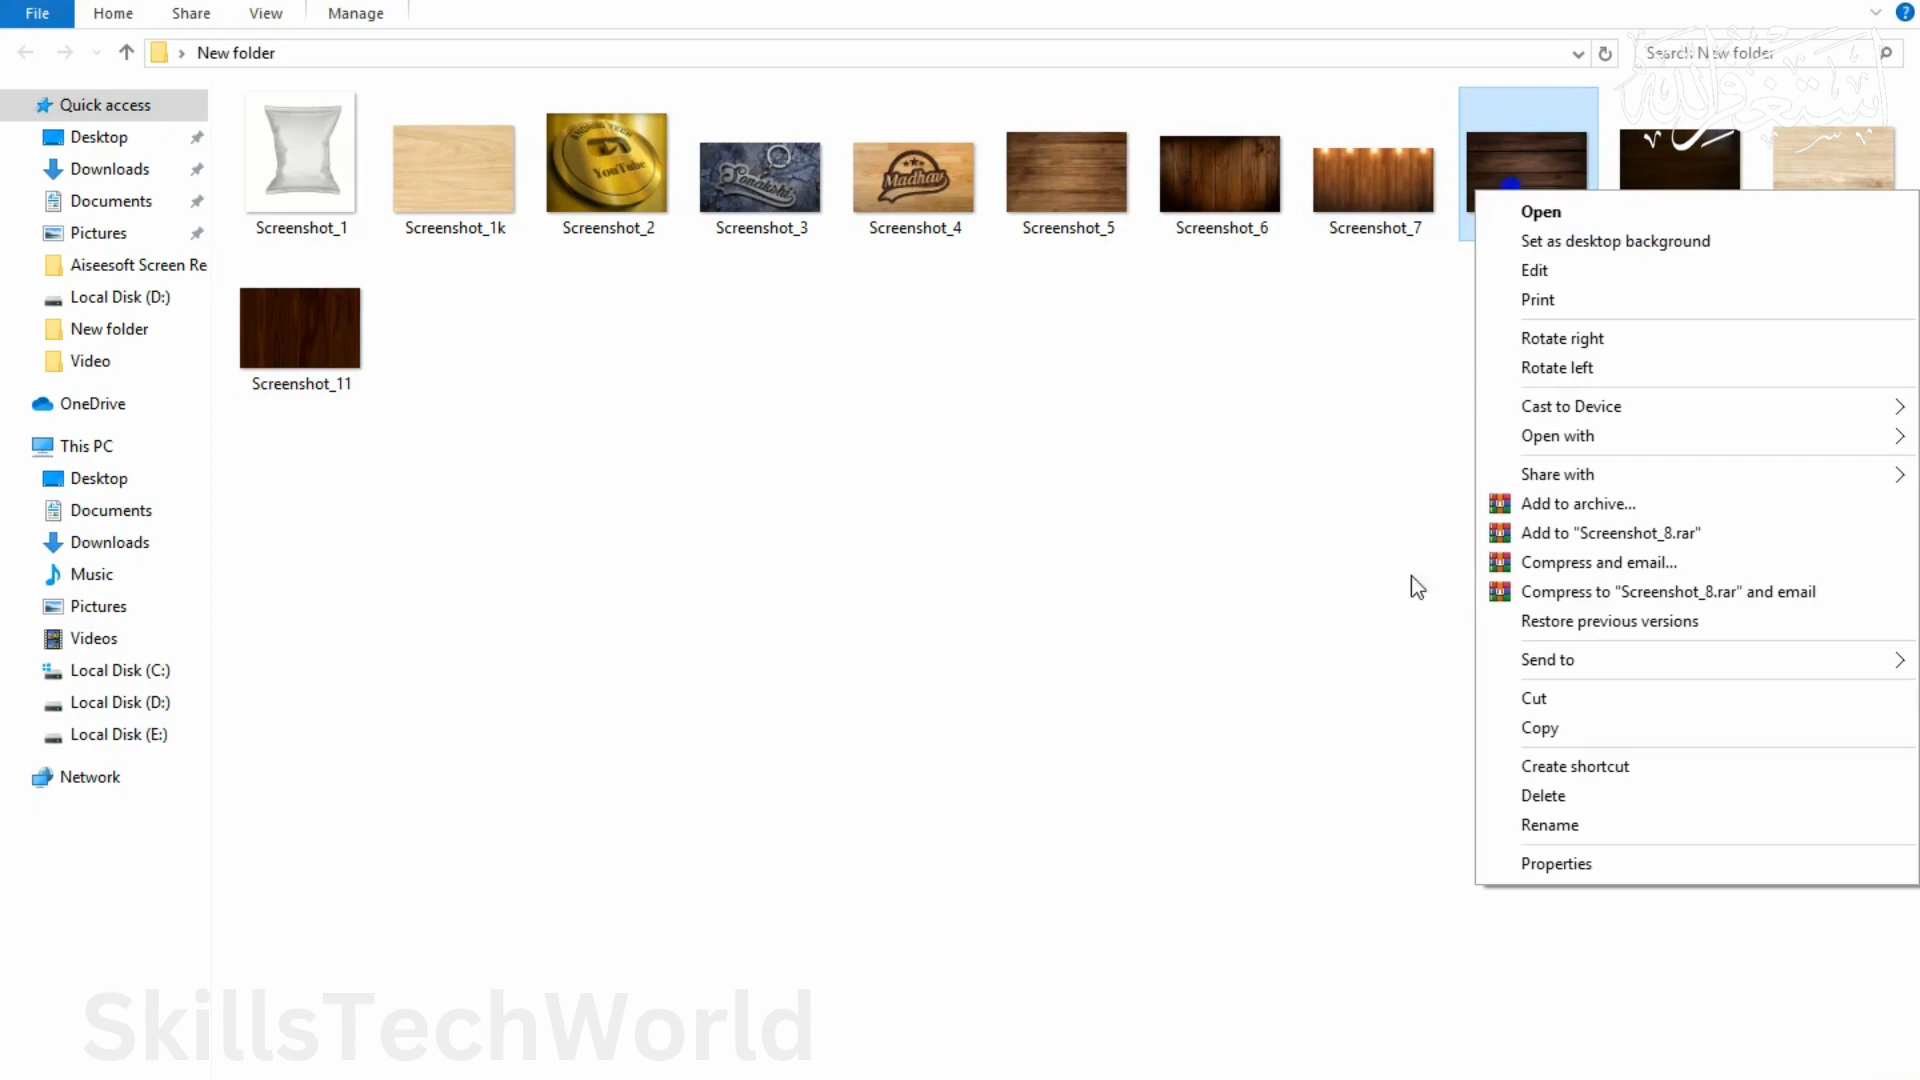 File Home Share View Manage
New folder
Search New folder
Quick access
Desktop
Downloads
Documents
Pictures
Aiseesoft Screen Re
Local Disk (D:)
New folder
Video
OneDrive
This PC
Desktop
Documents
Downloads
Music
Pictures
Videos
Local Disk (C:)
Local Disk (D:)
Local Disk (E:)
Network
YouTube
Sonakshi
Madhav
Screenshot_1 Screenshot_1k Screenshot_2 Screenshot_3 Screenshot_4 Screenshot_5 Screenshot_6 Screenshot_7
Screenshot_11
Open
Set as desktop background
Edit
Print
Rotate right
Rotate left
Cast to Device
Open with
Share with
Add to archive...
Add to "Screenshot_8.rar"
Compress and email...
Compress to "Screenshot_8.rar" and email
Restore previous versions
Send to
Cut
Copy
Create shortcut
Delete
Rename
Properties
SkillsTechWorld